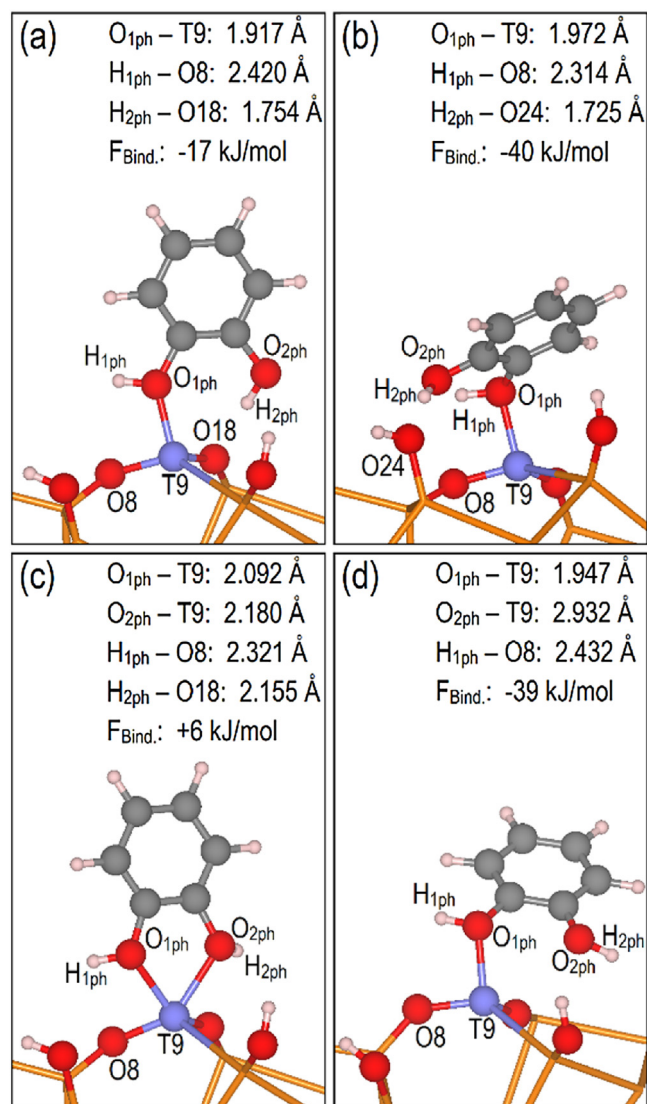 (a)
O1ph – T9: 1.917 Å
H1ph – O8: 2.420 Å
H2ph – O18: 1.754 Å
FBind.: -17 kJ/mol
H1ph
O1ph
O2ph
H2ph
O18
O8
T9
(b)
O1ph – T9: 1.972 Å
H1ph – O8: 2.314 Å
H2ph – O24: 1.725 Å
FBind.: -40 kJ/mol
O2ph
H2ph
O1ph
H1ph
O24
O8
T9
(c)
O1ph – T9: 2.092 Å
O2ph – T9: 2.180 Å
H1ph – O8: 2.321 Å
H2ph – O18: 2.155 Å
FBind.: +6 kJ/mol
O1ph
O2ph
H1ph
H2ph
O8
T9
(d)
O1ph – T9: 1.947 Å
O2ph – T9: 2.932 Å
H1ph – O8: 2.432 Å
FBind.: -39 kJ/mol
H1ph
O1ph
H2ph
O2ph
O8
T9